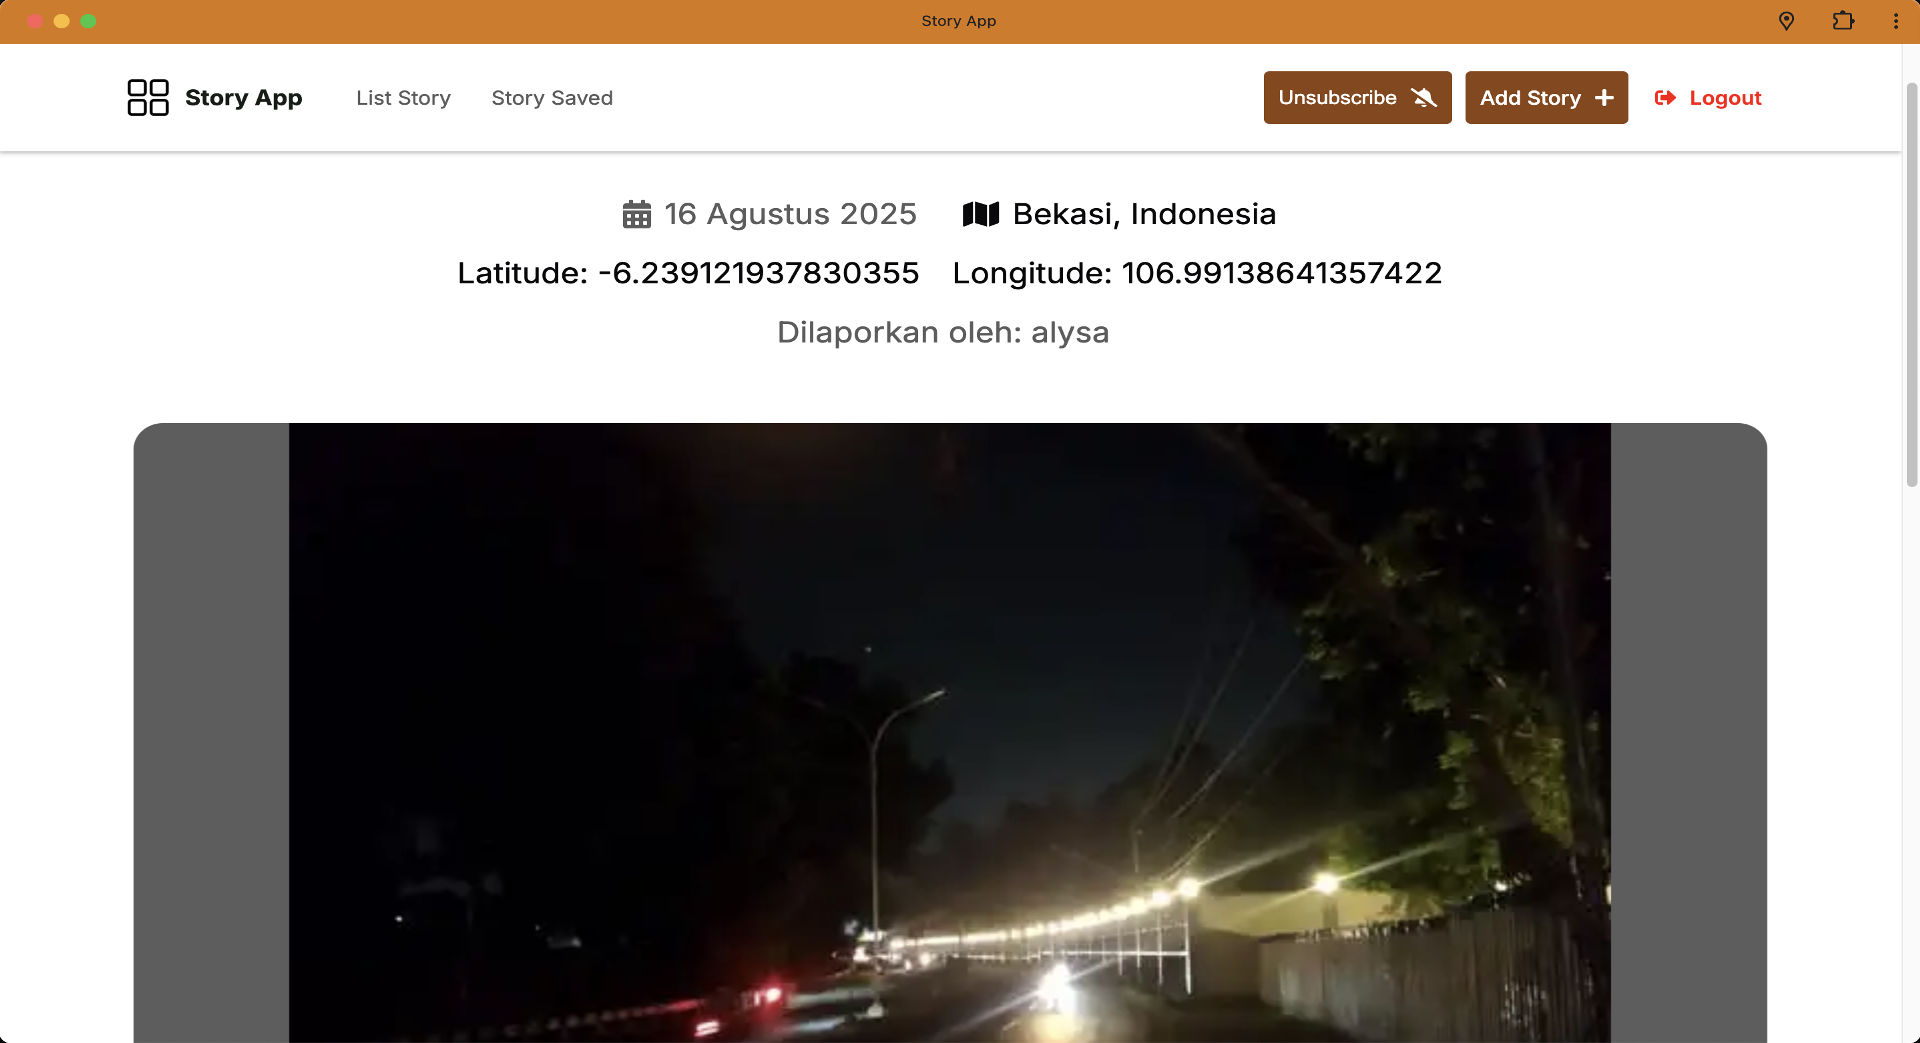 Story App
Story App List Story Story Saved Unsubscribe Add Story Logout
16 Agustus 2025 Bekasi, Indonesia
Latitude: -6.239121937830355 Longitude: 106.99138641357422
Dilaporkan oleh: alysa